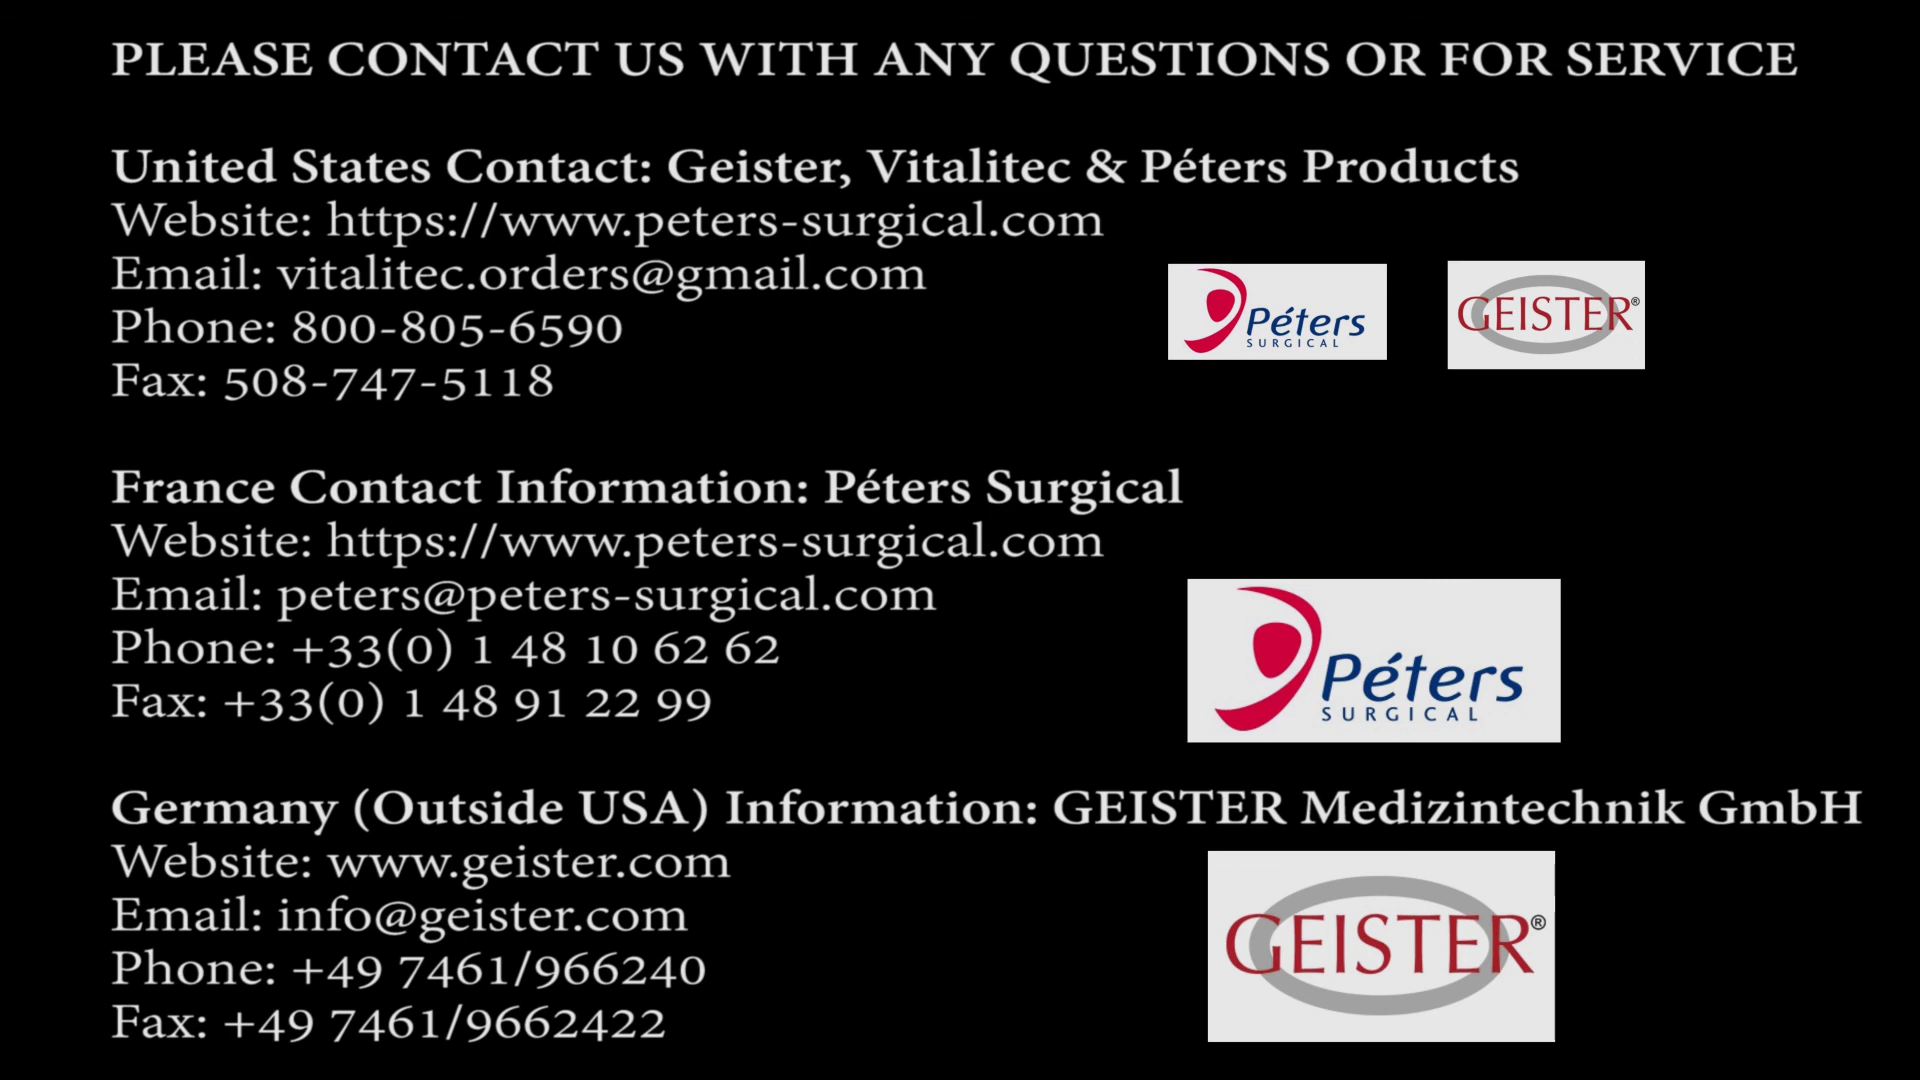 PLEASE CONTACT US WITH ANY QUESTIONS OR FOR SERVICE
United States Contact: Geister, Vitalitec & Péters Products
Website: https://www.peters-surgical.com
Email: vitalitec.orders@gmail.com
Phone: 800-805-6590
Fax: 508-747-5118
Péters
SURGICAL
GEISTER®
France Contact Information: Péters Surgical
Website: https://www.peters-surgical.com
Email: peters@peters-surgical.com
Phone: +33(0) 1 48 10 62 62
Fax: +33(0) 1 48 91 22 99
Péters
SURGICAL
Germany (Outside USA) Information: GEISTER Medizintechnik GmbH
Website: www.geister.com
Email: info@geister.com
Phone: +49 7461/966240
Fax: +49 7461/9662422
GEISTER®